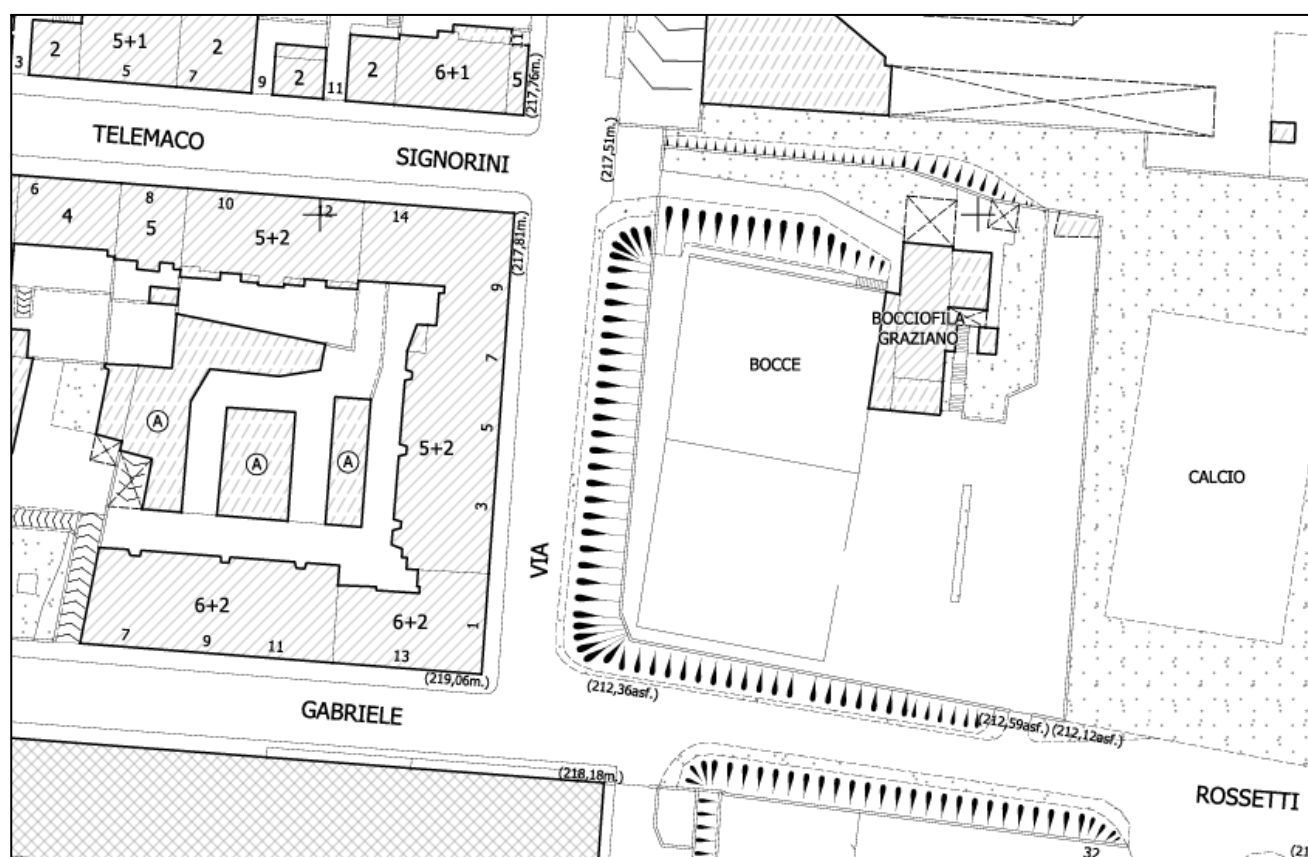 2
5+1
2
3
5
7
9
2
11
2
6+1
5
11
(217,76m.)
TELEMACO
SIGNORINI
(217,51m.)
6
8
10
12
14
4
5
5+2
(217,81m.)
9
7
5
3
1
5+2
A
A
A
BOCCIOFILA
GRAZIANO
BOCCE
CALCIO
VIA
6+2
6+2
7
9
11
13
(219,06m.)
(212,36asf.)
(212,59asf.)
(212,12asf.)
GABRIELE
(218,18m.)
ROSSETTI
32